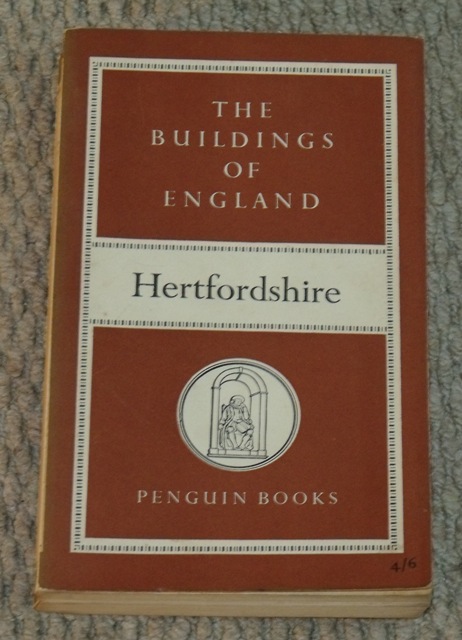 THE
BUILDINGS
OF
ENGLAND
Hertfordshire
PENGUIN BOOKS
4/6